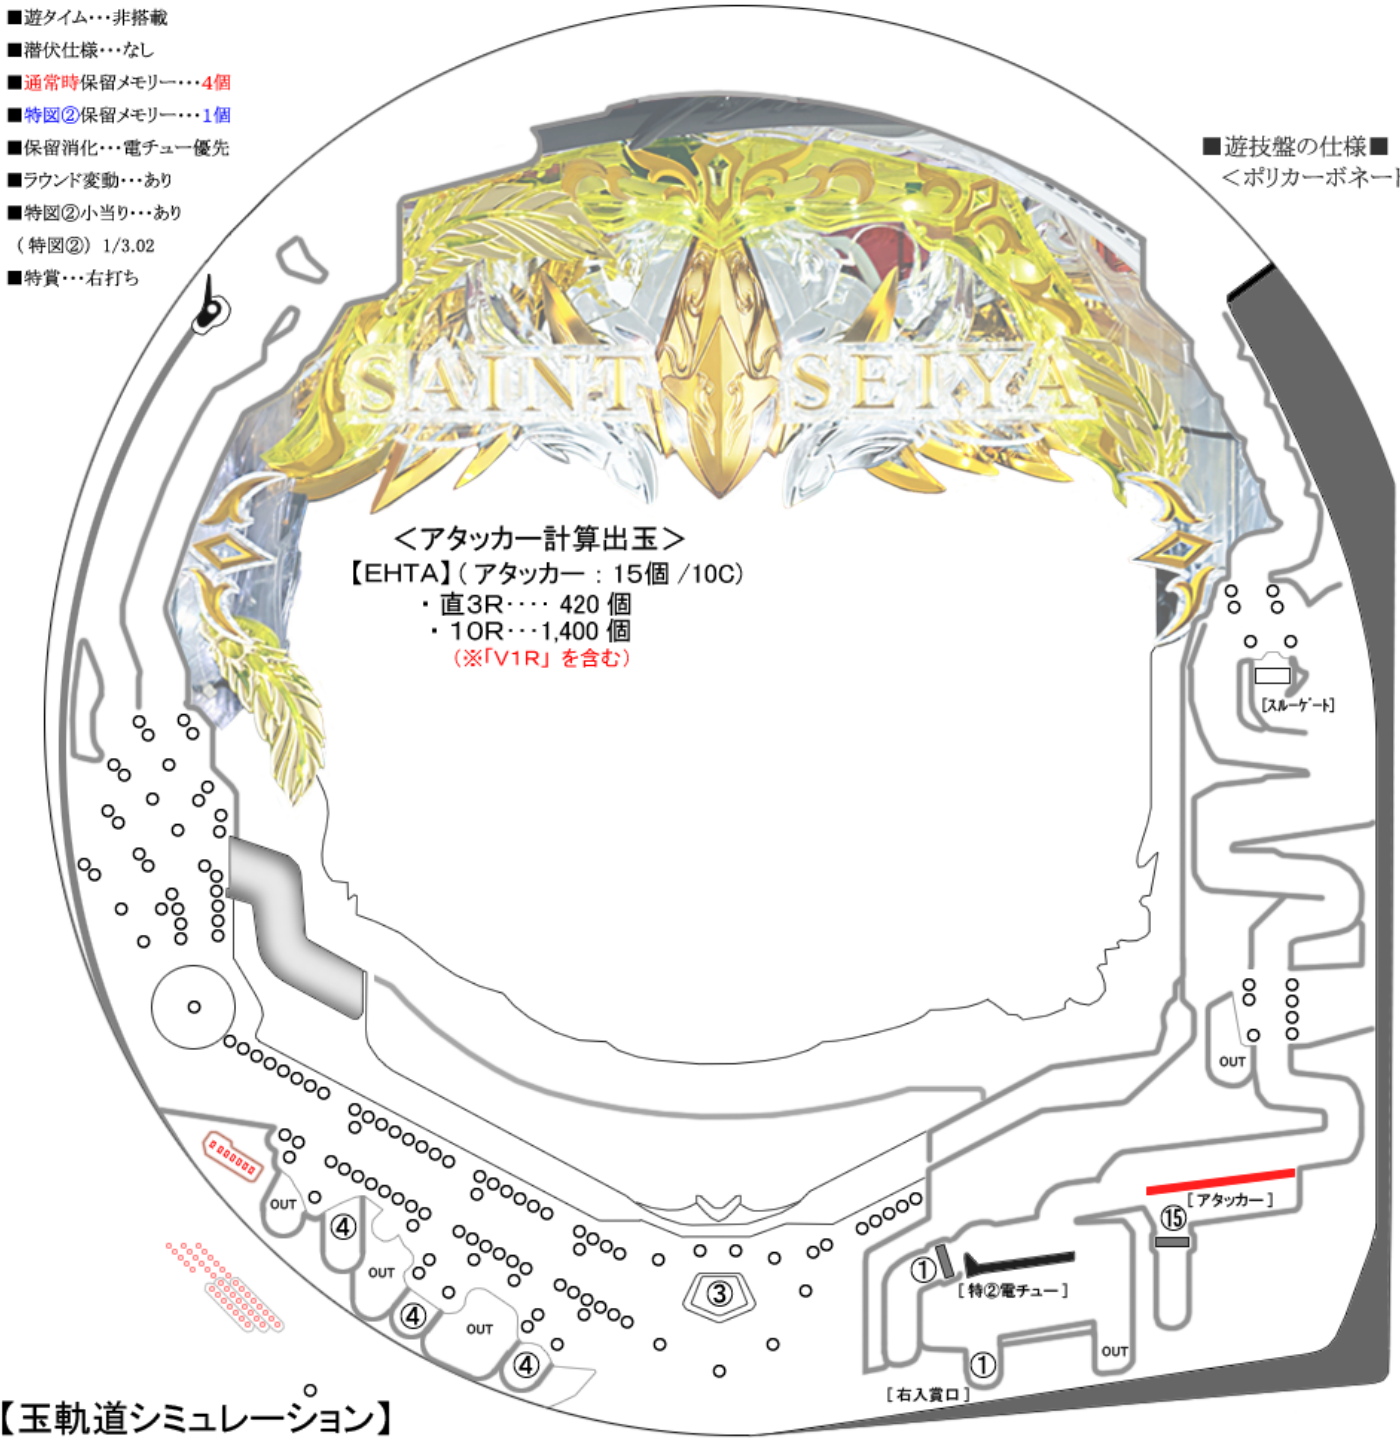 ■遊タイム･･･非搭載
■潜伏仕様･･･なし
■通常時保留メモリー･･･4個
■特図②保留メモリー･･･1個
■保留消化･･･電チュー優先
■ラウンド変動･･･あり
■特図②小当り･･･あり
（特図②） 1/3.02
■特賞･･･右打ち
■遊技盤の仕様■
＜ポリカーボネート
SAINT SEIYA
＜アタッカー計算出玉＞
【EHTA】( アタッカー : 15個 /10C)
・直3R････ 420 個
・10R･･･1,400 個
(※｢V1R｣ を含む)
[スルーゲート]
OUT
[ アタッカー ]
⑮
OUT
④
①
[ 特②電チュー ]
OUT
③
④
OUT
④
①
OUT
[ 右入賞口 ]
【玉軌道シミュレーション】